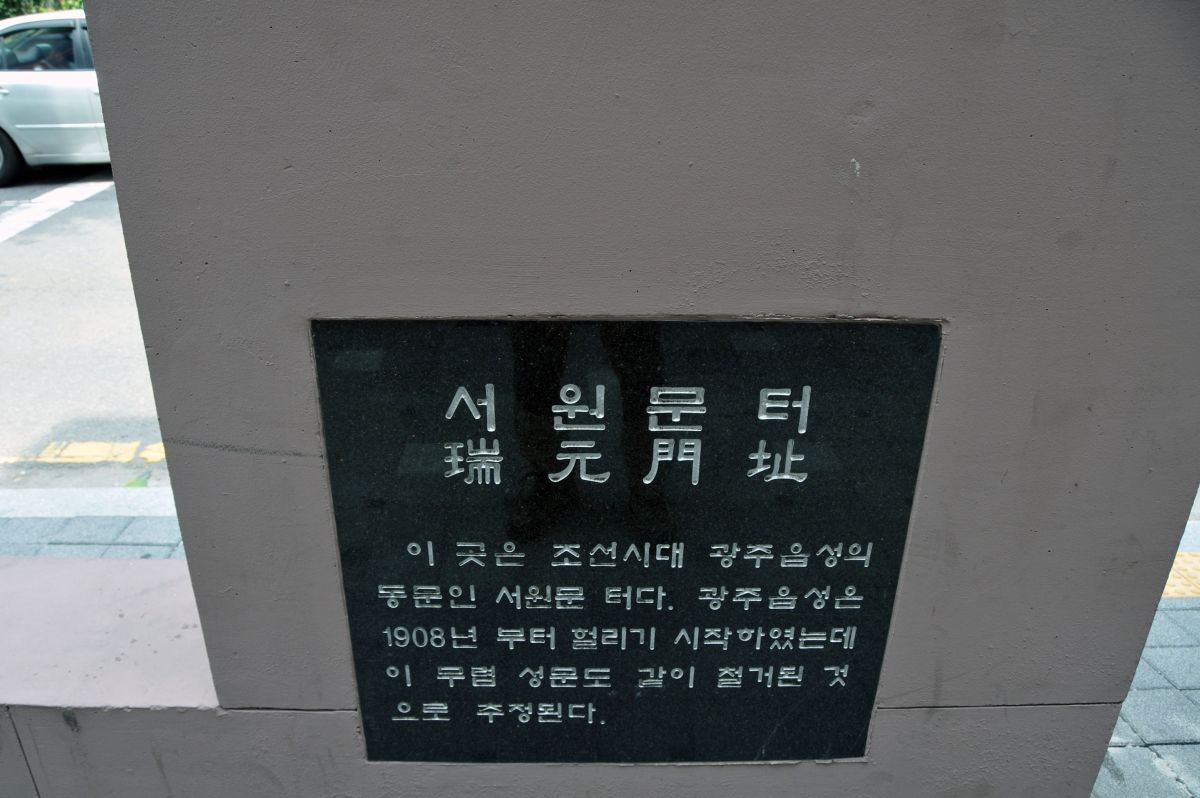 서원문터
瑞元門址
이 곳은 조선시대 광주읍성의
동문인 서원문 터다. 광주읍성은
1908년 부터 헐리기 시작하였는데
이 무렵 성문도 같이 철거된 것
으로 추정된다.